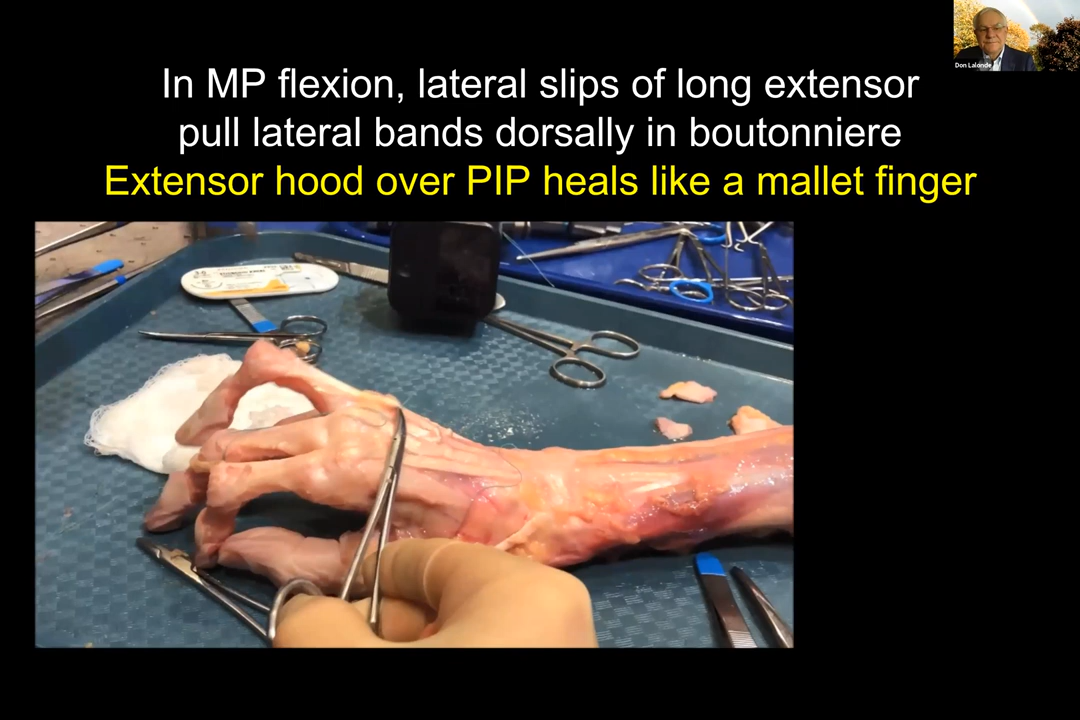 In MP flexion, lateral slips of long extensor
pull lateral bands dorsally in boutonniere
Extensor hood over PIP heals like a mallet finger
Don Lalonde